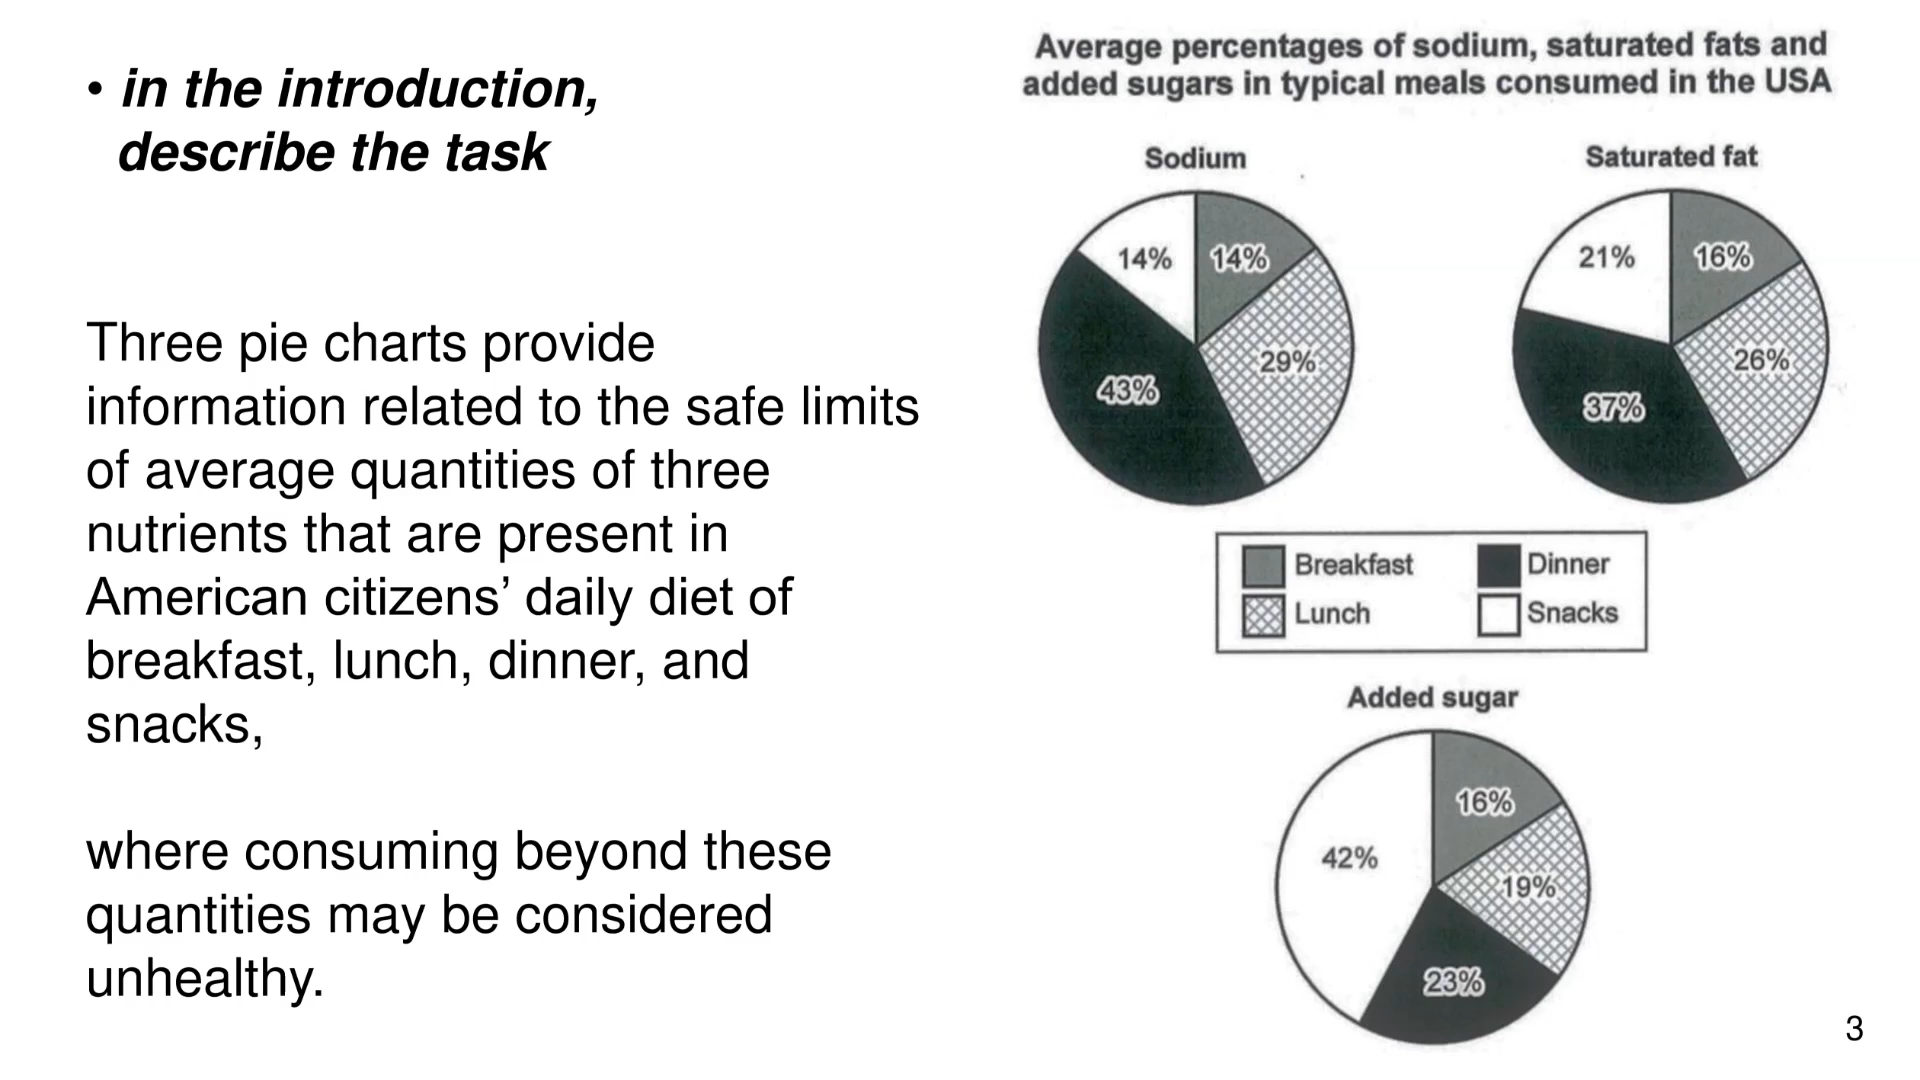 • in the introduction,
describe the task
Three pie charts provide
information related to the safe limits
of average quantities of three
nutrients that are present in
American citizens’ daily diet of
breakfast, lunch, dinner, and
snacks,
where consuming beyond these
quantities may be considered
unhealthy.
Average percentages of sodium, saturated fats and
added sugars in typical meals consumed in the USA
Sodium
14%
14%
29%
43%
Saturated fat
21%
16%
26%
37%
Breakfast
Dinner
Lunch
Snacks
Added sugar
16%
42%
19%
23%
3